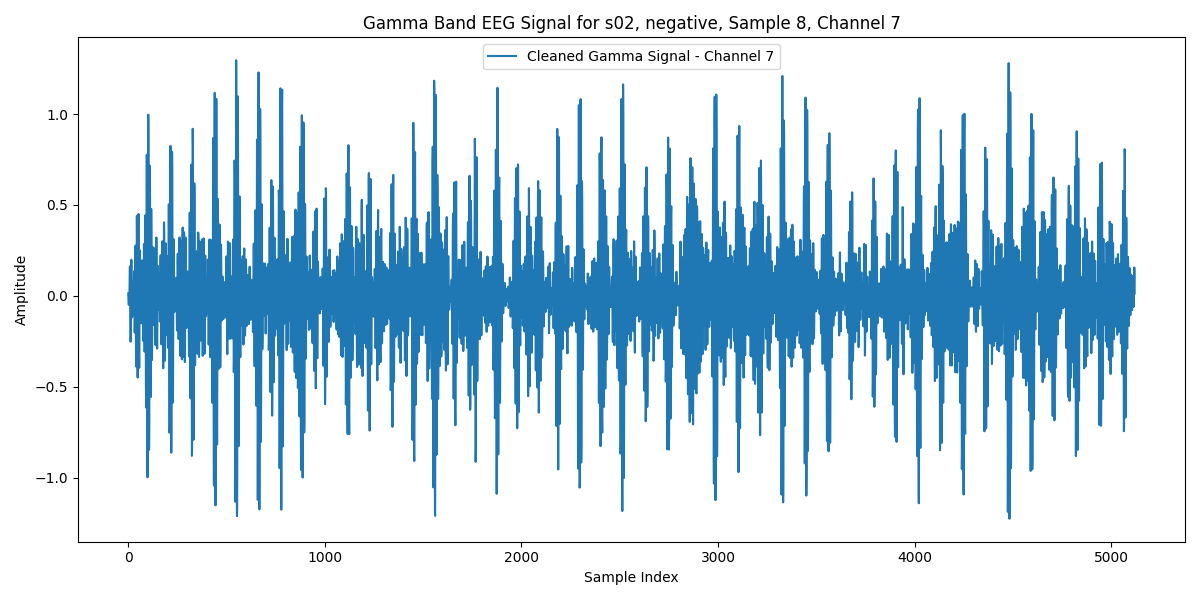 Gamma Band EEG Signal for s02, negative, Sample 8, Channel 7
Cleaned Gamma Signal - Channel 7
Amplitude
1.0
0.5
0.0
−0.5
−1.0
0 1000 2000 3000 4000 5000
Sample Index